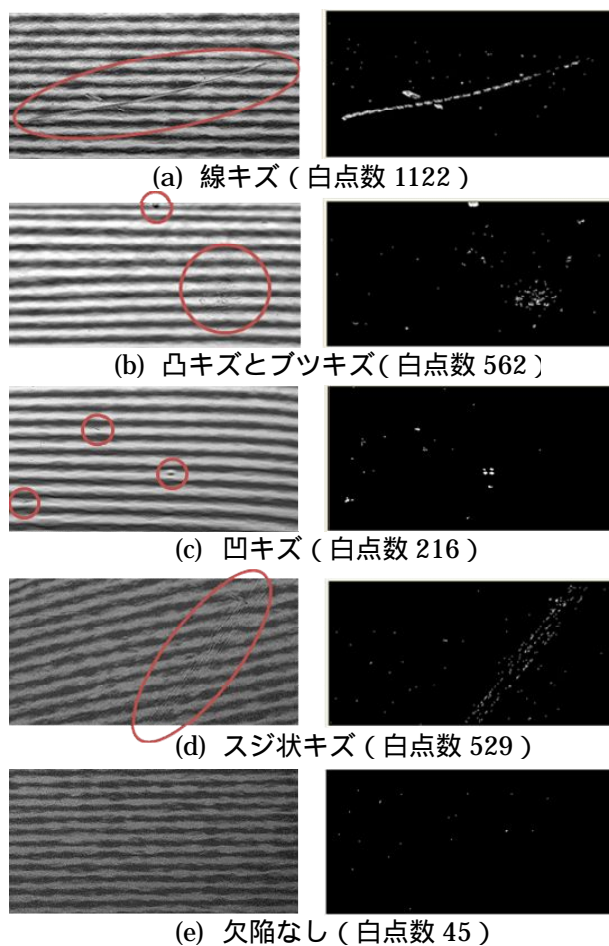 (a) 線キズ ( 白点数 1122 )
(b) 凸キズとブツキズ( 白点数 562)
(c) 凹キズ ( 白点数 216 )
(d) スジ状キズ ( 白点数 529 )
(e) 欠陥なし ( 白点数 45 )